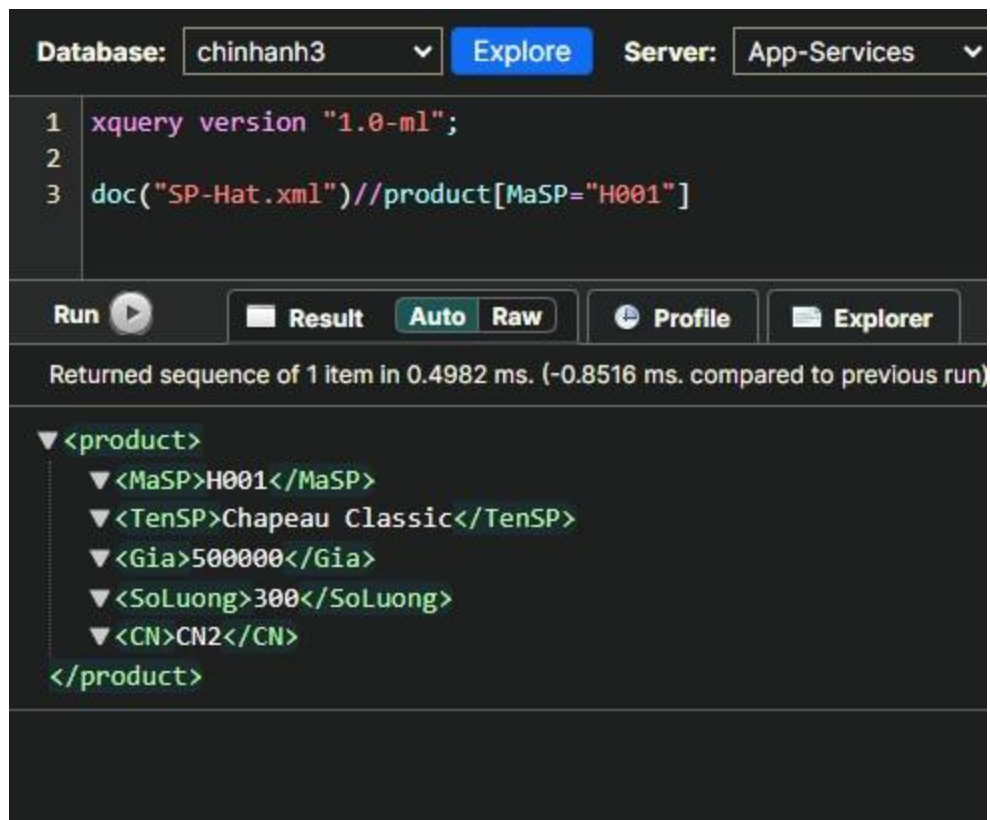 Database: chinhanh3 Explore Server: App-Services
1 xquery version "1.0-ml";
2
3 doc("SP-Hat.xml")//product[MaSP="H001"]
Run Result Auto Raw Profile Explorer
Returned sequence of 1 item in 0.4982 ms. (-0.8516 ms. compared to previous run)
<product>
<MaSP>H001</MaSP>
<TenSP>Chapeau Classic</TenSP>
<Gia>500000</Gia>
<SoLuong>300</SoLuong>
<CN>CN2</CN>
</product>